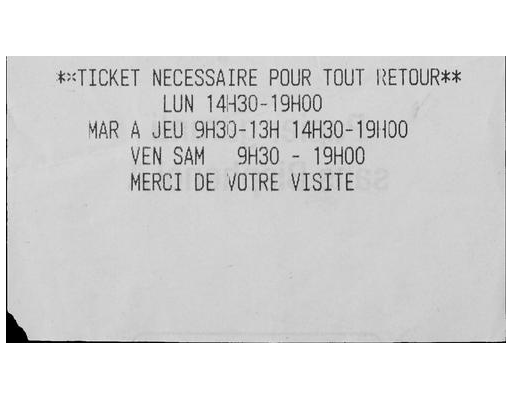 **TICKET NECESSAIRE POUR TOUT RETOUR**
LUN 14H30-19H00
MAR A JEU 9H30-13H 14H30-19H00
VEN SAM 9H30 - 19H00
MERCI DE VOTRE VISITE